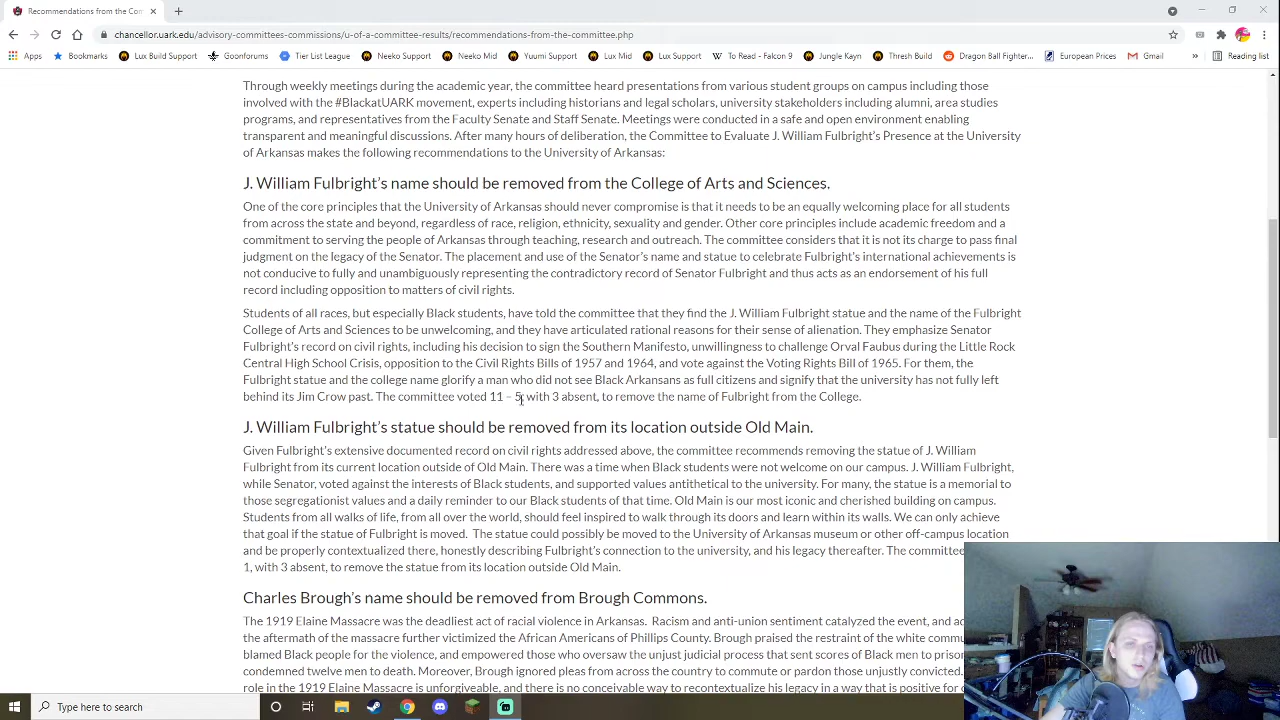 Recommendations from the Con
chancellor.uark.edu/advisory-committees-commissions/u-of-a-committee-results/recommendations-from-the-committee.php
Apps Bookmarks Lux Build Support Goonforums Tier List League Neeko Support Neeko Mid Yuumi Support Lux Mid Lux Support To Read - Falcon 9 Jungle Kayn Thresh Build Dragon Ball Fighter... European Prices Gmail » Reading list
Through weekly meetings during the academic year, the committee heard presentations from various student groups on campus including those
involved with the #BlackatUARK movement, experts including historians and legal scholars, university stakeholders including alumni, area studies
programs, and representatives from the Faculty Senate and Staff Senate. Meetings were conducted in a safe and open environment enabling
transparent and meaningful discussions. After many hours of deliberation, the Committee to Evaluate J. William Fulbright's Presence at the University
of Arkansas makes the following recommendations to the University of Arkansas:
J. William Fulbright's name should be removed from the College of Arts and Sciences.
One of the core principles that the University of Arkansas should never compromise is that it needs to be an equally welcoming place for all students
from across the state and beyond, regardless of race, religion, ethnicity, sexuality and gender. Other core principles include academic freedom and a
commitment to serving the people of Arkansas through teaching, research and outreach. The committee considers that it is not its charge to pass final
judgment on the legacy of the Senator. The placement and use of the Senator's name and statue to celebrate Fulbright's international achievements is
not conducive to fully and unambiguously representing the contradictory record of Senator Fulbright and thus acts as an endorsement of his full
record including opposition to matters of civil rights.
Students of all races, but especially Black students, have told the committee that they find the J. William Fulbright statue and the name of the Fulbright
College of Arts and Sciences to be unwelcoming, and they have articulated rational reasons for their sense of alienation. They emphasize Senator
Fulbright's record on civil rights, including his decision to sign the Southern Manifesto, unwillingness to challenge Orval Faubus during the Little Rock
Central High School Crisis, opposition to the Civil Rights Bills of 1957 and 1964, and vote against the Voting Rights Bill of 1965. For them, the
Fulbright statue and the college name glorify a man who did not see Black Arkansans as full citizens and signify that the university has not fully left
behind its Jim Crow past. The committee voted 11 – 5, with 3 absent, to remove the name of Fulbright from the College.
J. William Fulbright's statue should be removed from its location outside Old Main.
Given Fulbright's extensive documented record on civil rights addressed above, the committee recommends removing the statue of J. William
Fulbright from its current location outside of Old Main. There was a time when Black students were not welcome on our campus. J. William Fulbright,
while Senator, voted against the interests of Black students, and supported values antithetical to the university. For many, the statue is a memorial to
those segregationist values and a daily reminder to our Black students of that time. Old Main is our most iconic and cherished building on campus.
Students from all walks of life, from all over the world, should feel inspired to walk through its doors and learn within its walls. We can only achieve
that goal if the statue of Fulbright is moved. The statue could possibly be moved to the University of Arkansas museum or other off-campus location
and be properly contextualized there, honestly describing Fulbright's connection to the university, and his legacy thereafter. The committee
1, with 3 absent, to remove the statue from its location outside Old Main.
Charles Brough's name should be removed from Brough Commons.
The 1919 Elaine Massacre was the deadliest act of racial violence in Arkansas. Racism and anti-union sentiment catalyzed the event, and ac
the aftermath of the massacre further victimized the African Americans of Phillips County. Brough praised the restraint of the white commu
blamed Black people for the violence, and empowered those who oversaw the unjust judicial process that sent scores of Black men to prison
condemned twelve men to death. Moreover, Brough ignored pleas from across the country to commute or pardon those unjustly convicted.
role in the 1919 Elaine Massacre is unforgiveable, and there is no conceivable way to recontextualize his legacy in a way that is positive for
Type here to search